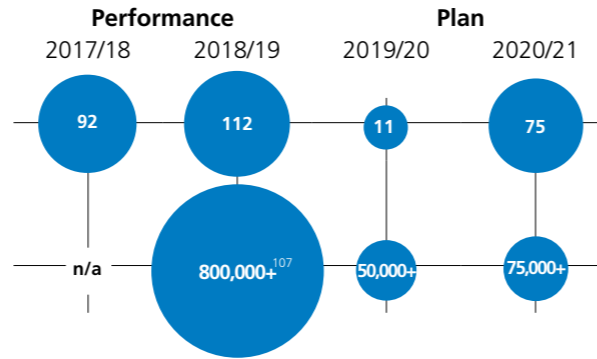 Performance Plan
2017/18 2018/19 2019/20 2020/21
92 112 11 75
n/a 800,000+107 50,000+ 75,000+